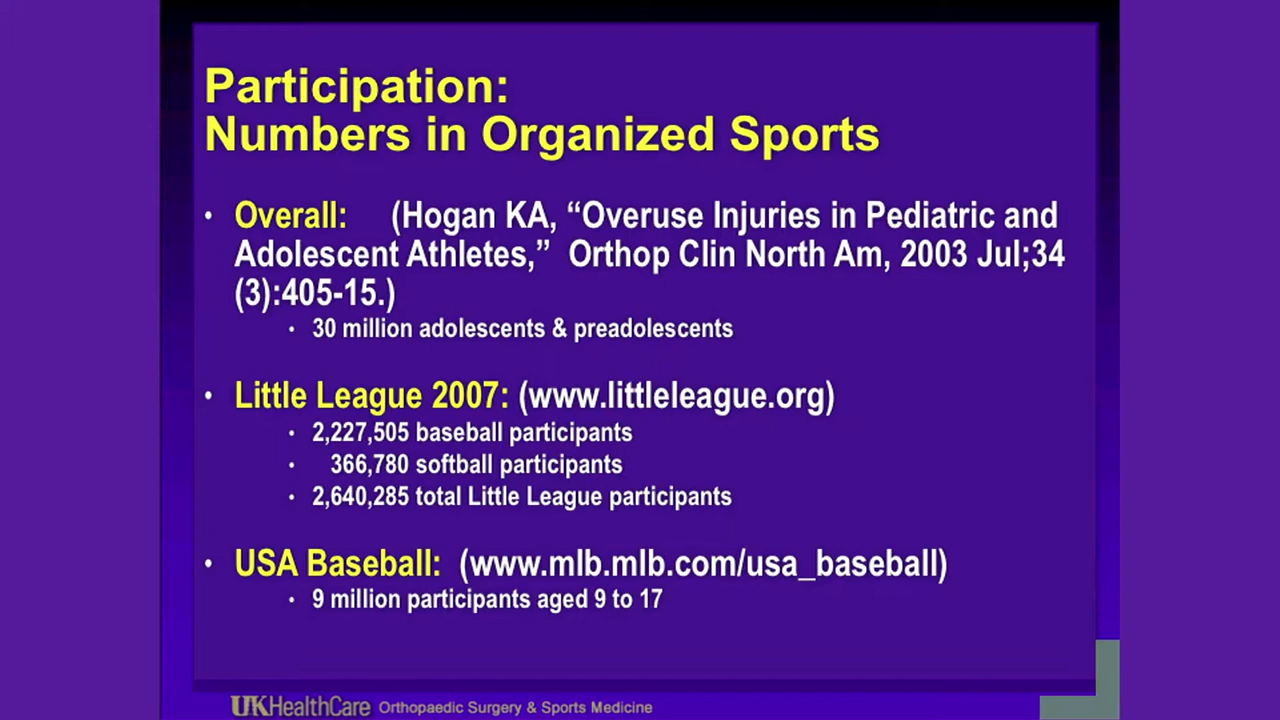 Participation:
Numbers in Organized Sports
• Overall: (Hogan KA, “Overuse Injuries in Pediatric and
Adolescent Athletes,” Orthop Clin North Am, 2003 Jul;34
(3):405-15.)
• 30 million adolescents & preadolescents
• Little League 2007: (www.littleleague.org)
• 2,227,505 baseball participants
• 366,780 softball participants
• 2,640,285 total Little League participants
• USA Baseball: (www.mlb.mlb.com/usa_baseball)
• 9 million participants aged 9 to 17
UKHealthCare Orthopaedic Surgery & Sports Medicine